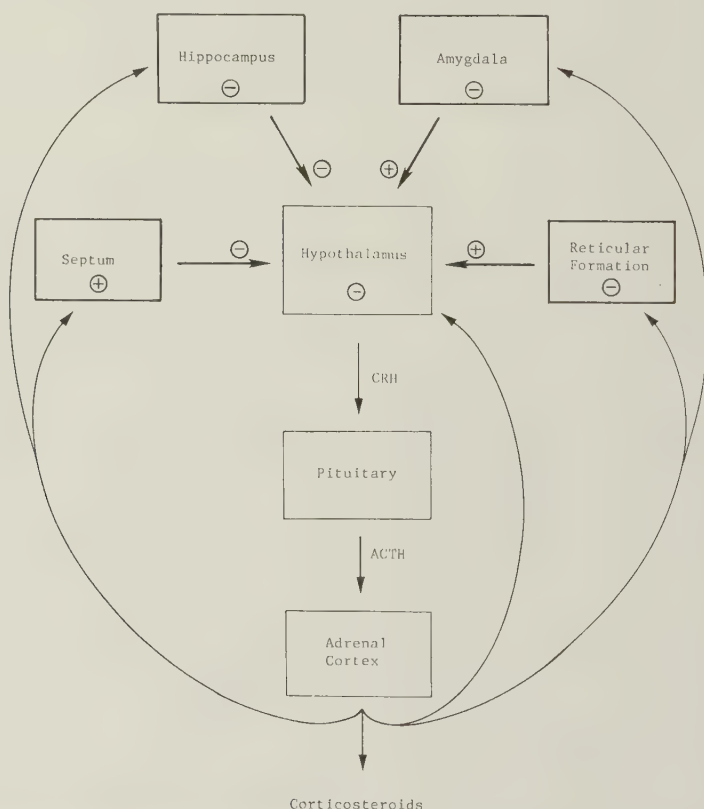 Hippocampus
⊖
Amygdala
⊖
⊖
⊕
Septum
⊕
⊖
Hypothalamus
⊖
⊕
Reticular
Formation
⊖
CRH
Pituitary
ACTH
Adrenal
Cortex
Corticosteroids